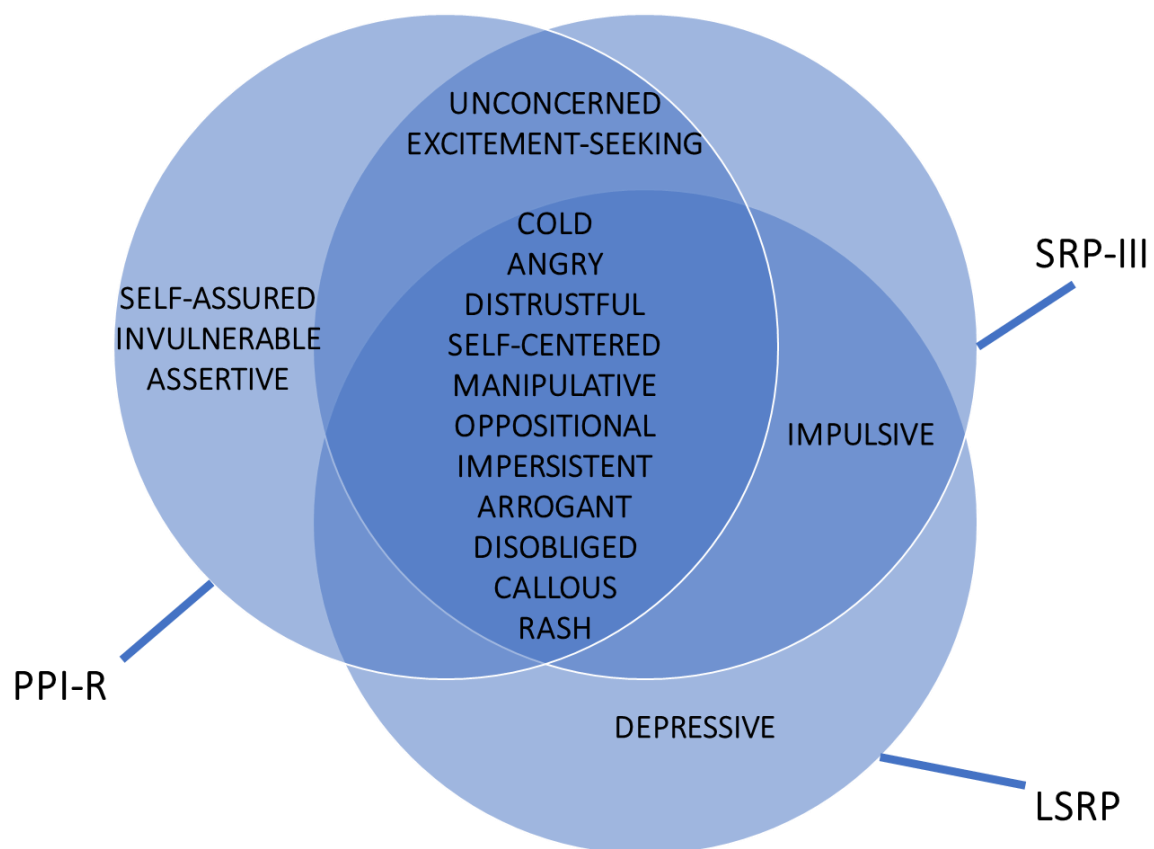 UNCONCERNED
EXCITEMENT-SEEKING
COLD
ANGRY
DISTRUSTFUL
SELF-CENTERED
MANIPULATIVE
OPPOSITIONAL
IMPERSISTENT
ARROGANT
DISOBLIGED
CALLOUS
RASH
SELF-ASSURED
INVULNERABLE
ASSERTIVE
IMPULSIVE
DEPRESSIVE
SRP-III
PPI-R
LSRP